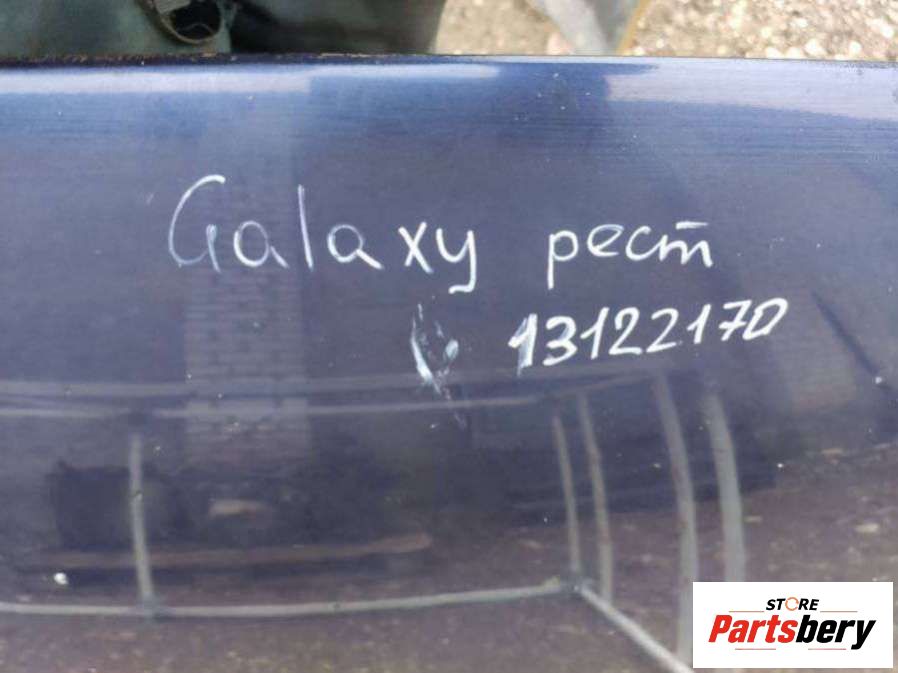 Galaxy рест
13122170
STORE
Partsbery